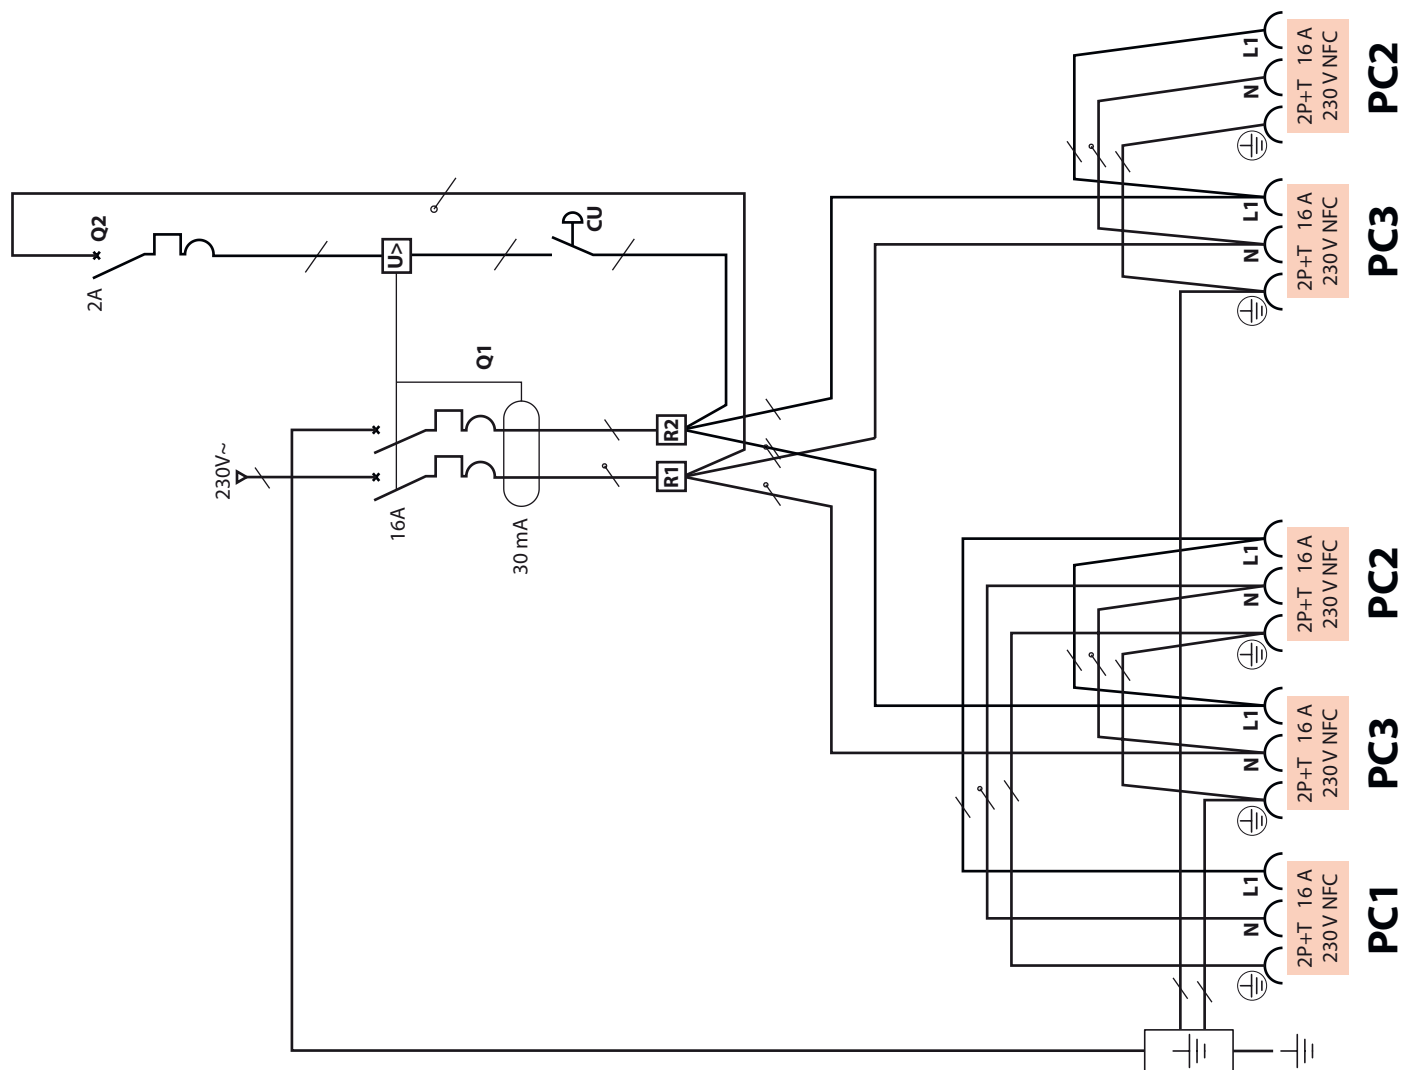 Q2
2A
U>
CU
Q1
230V~
16A
30 mA
R2
R1
L1
N
2P+T 16 A
230 V NFC
PC2
L1
N
2P+T 16 A
230 V NFC
PC3
L1
N
2P+T 16 A
230 V NFC
PC2
L1
N
2P+T 16 A
230 V NFC
PC3
L1
N
2P+T 16 A
230 V NFC
PC1